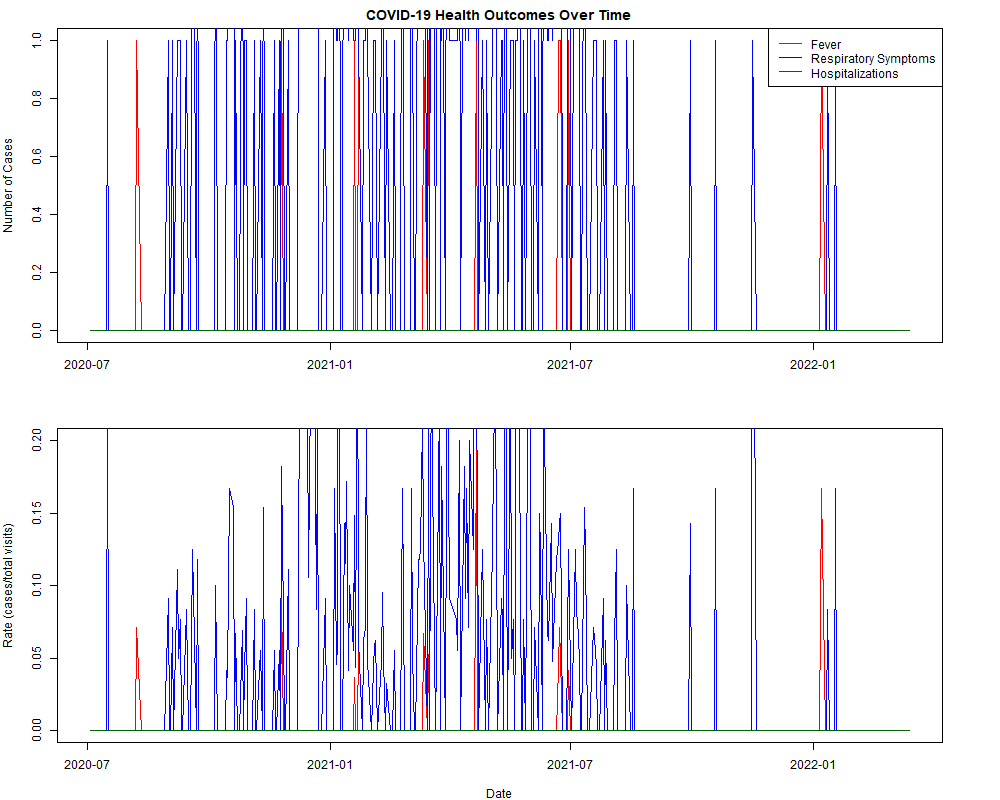 COVID-19 Health Outcomes Over Time
Number of Cases
1.0
0.8
0.6
0.4
0.2
0.0
Fever
Respiratory Symptoms
Hospitalizations
2020-07
2021-01
2021-07
2022-01
Rate (cases/total visits)
0.20
0.15
0.10
0.05
0.00
2020-07
2021-01
2021-07
2022-01
Date